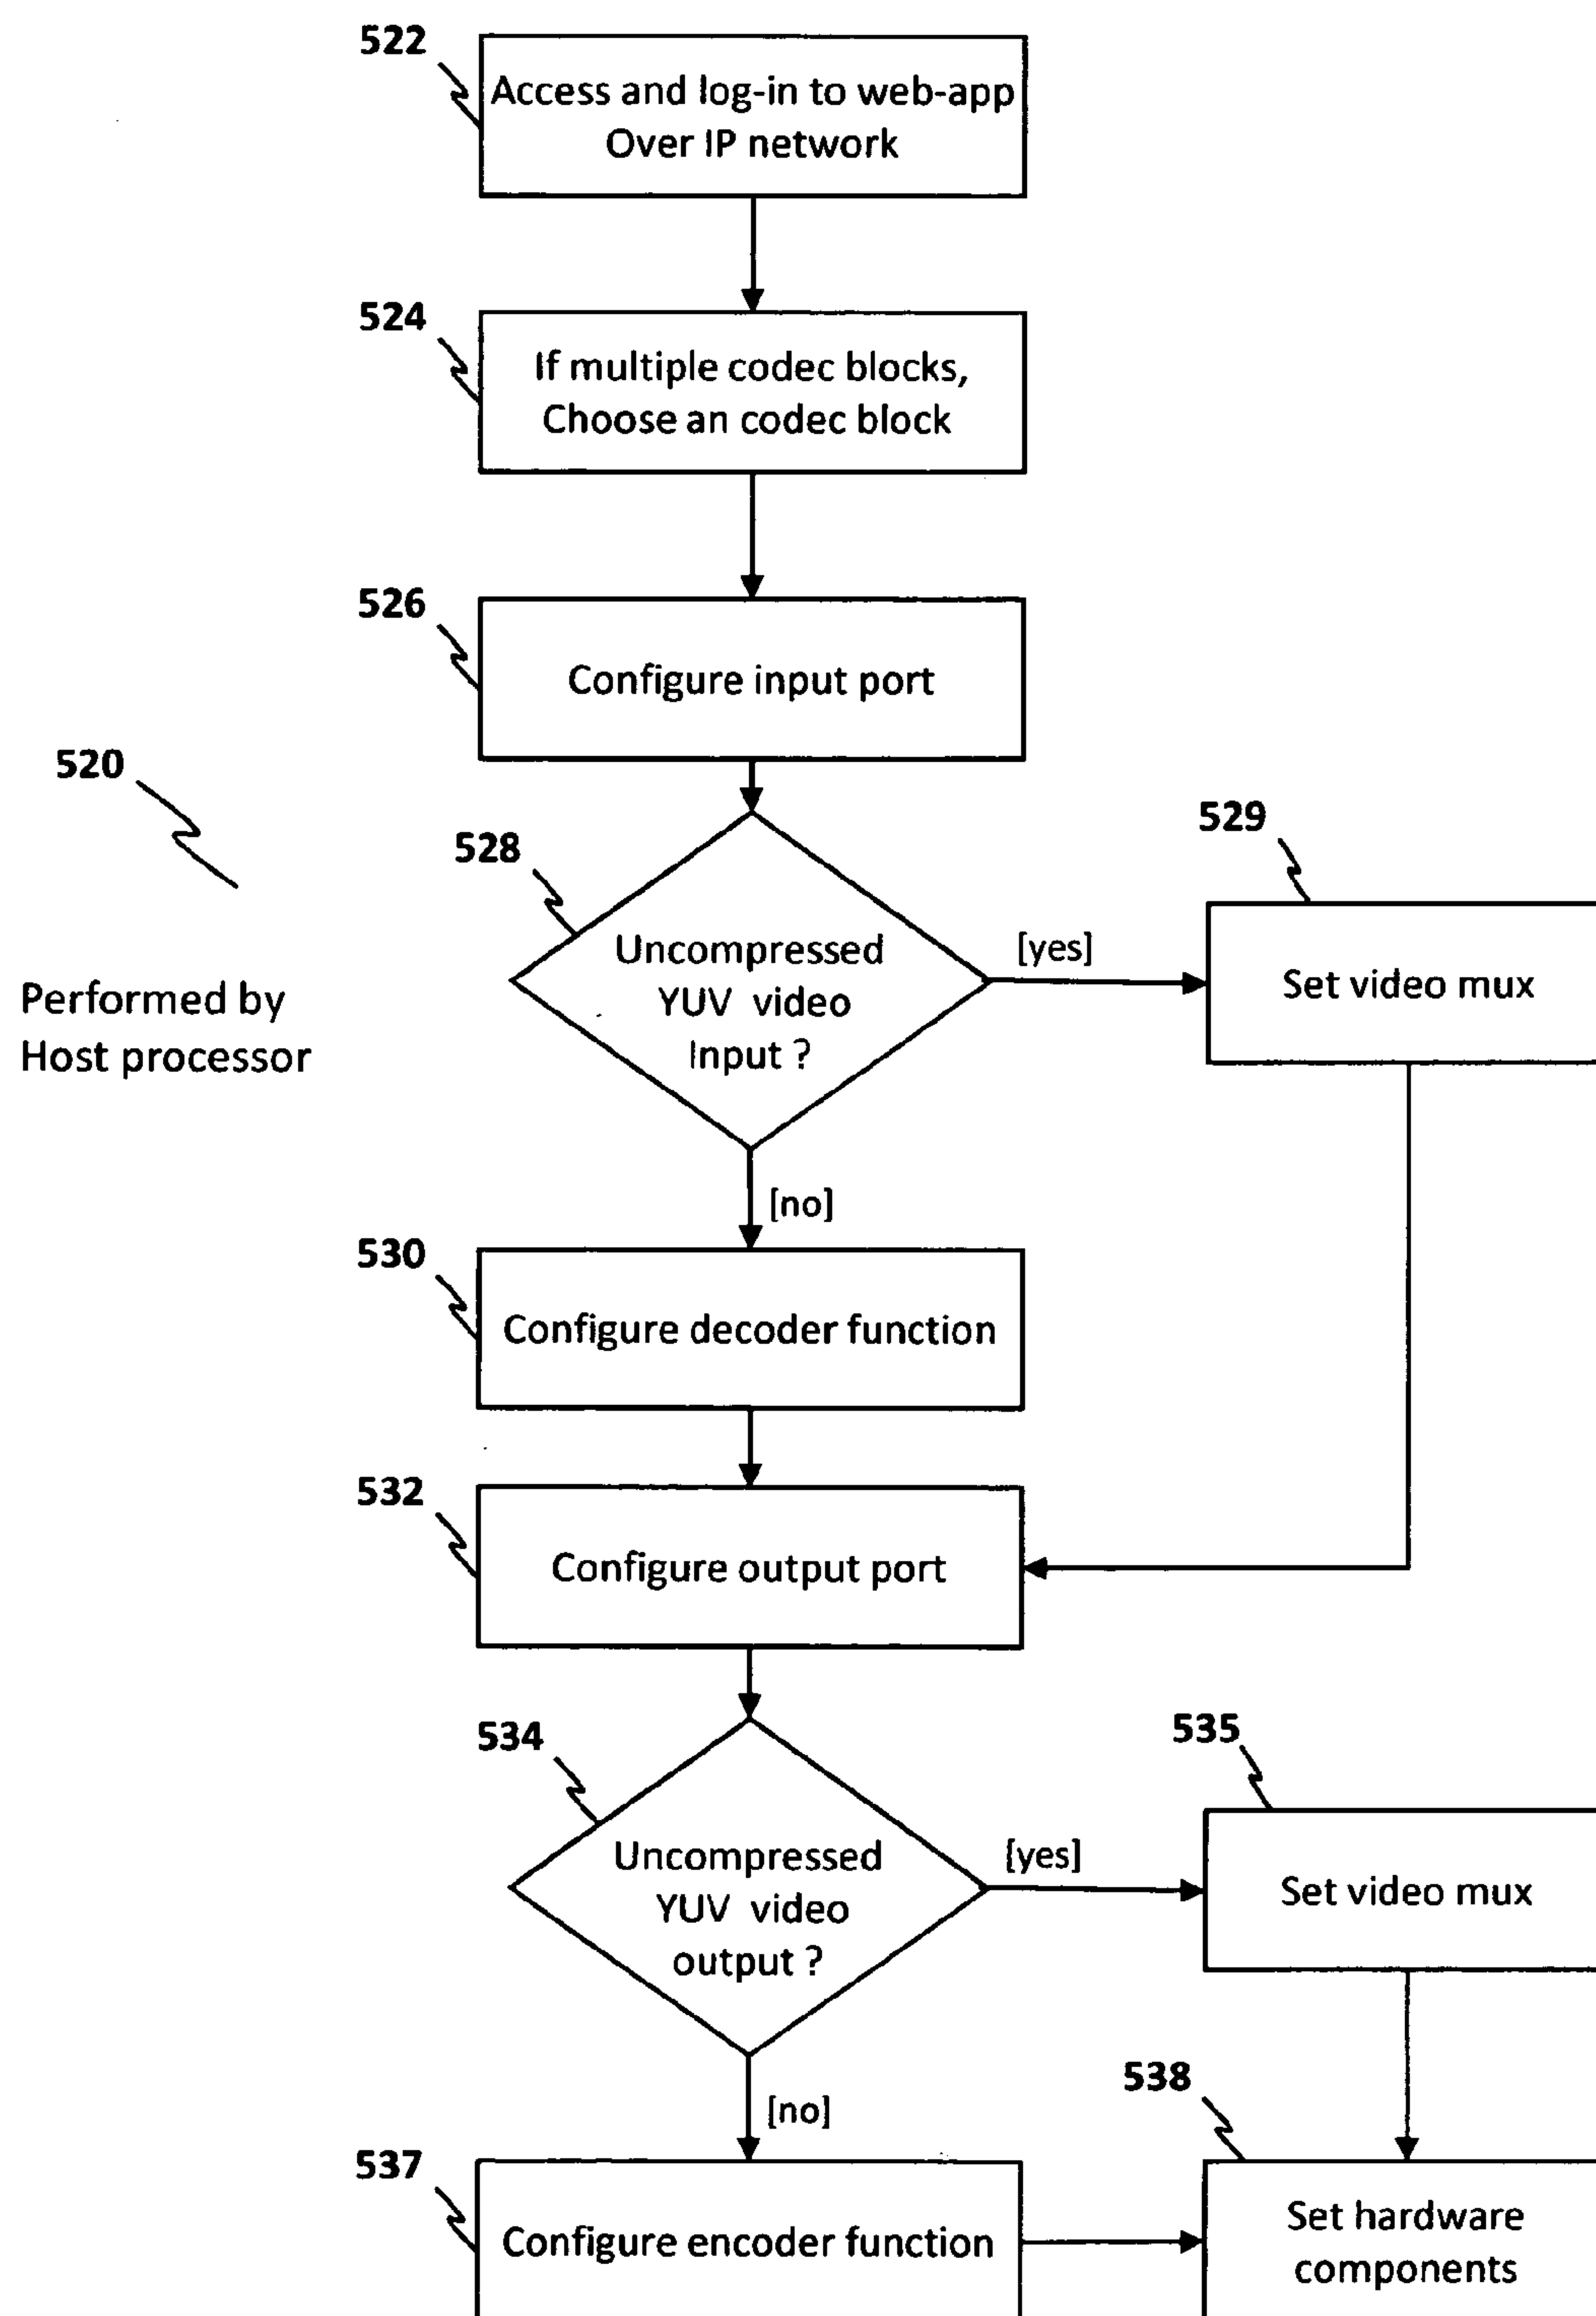 522
Access and log-in to web-app
Over IP network
524
If multiple codec blocks,
Choose an codec block
526
Configure input port
520
Performed by
Host processor
528
Uncompressed
YUV video
Input ?
[yes]
529
Set video mux
[no]
530
Configure decoder function
532
Configure output port
534
Uncompressed
YUV video
output ?
[yes]
535
Set video mux
[no]
537
Configure encoder function
538
Set hardware
components